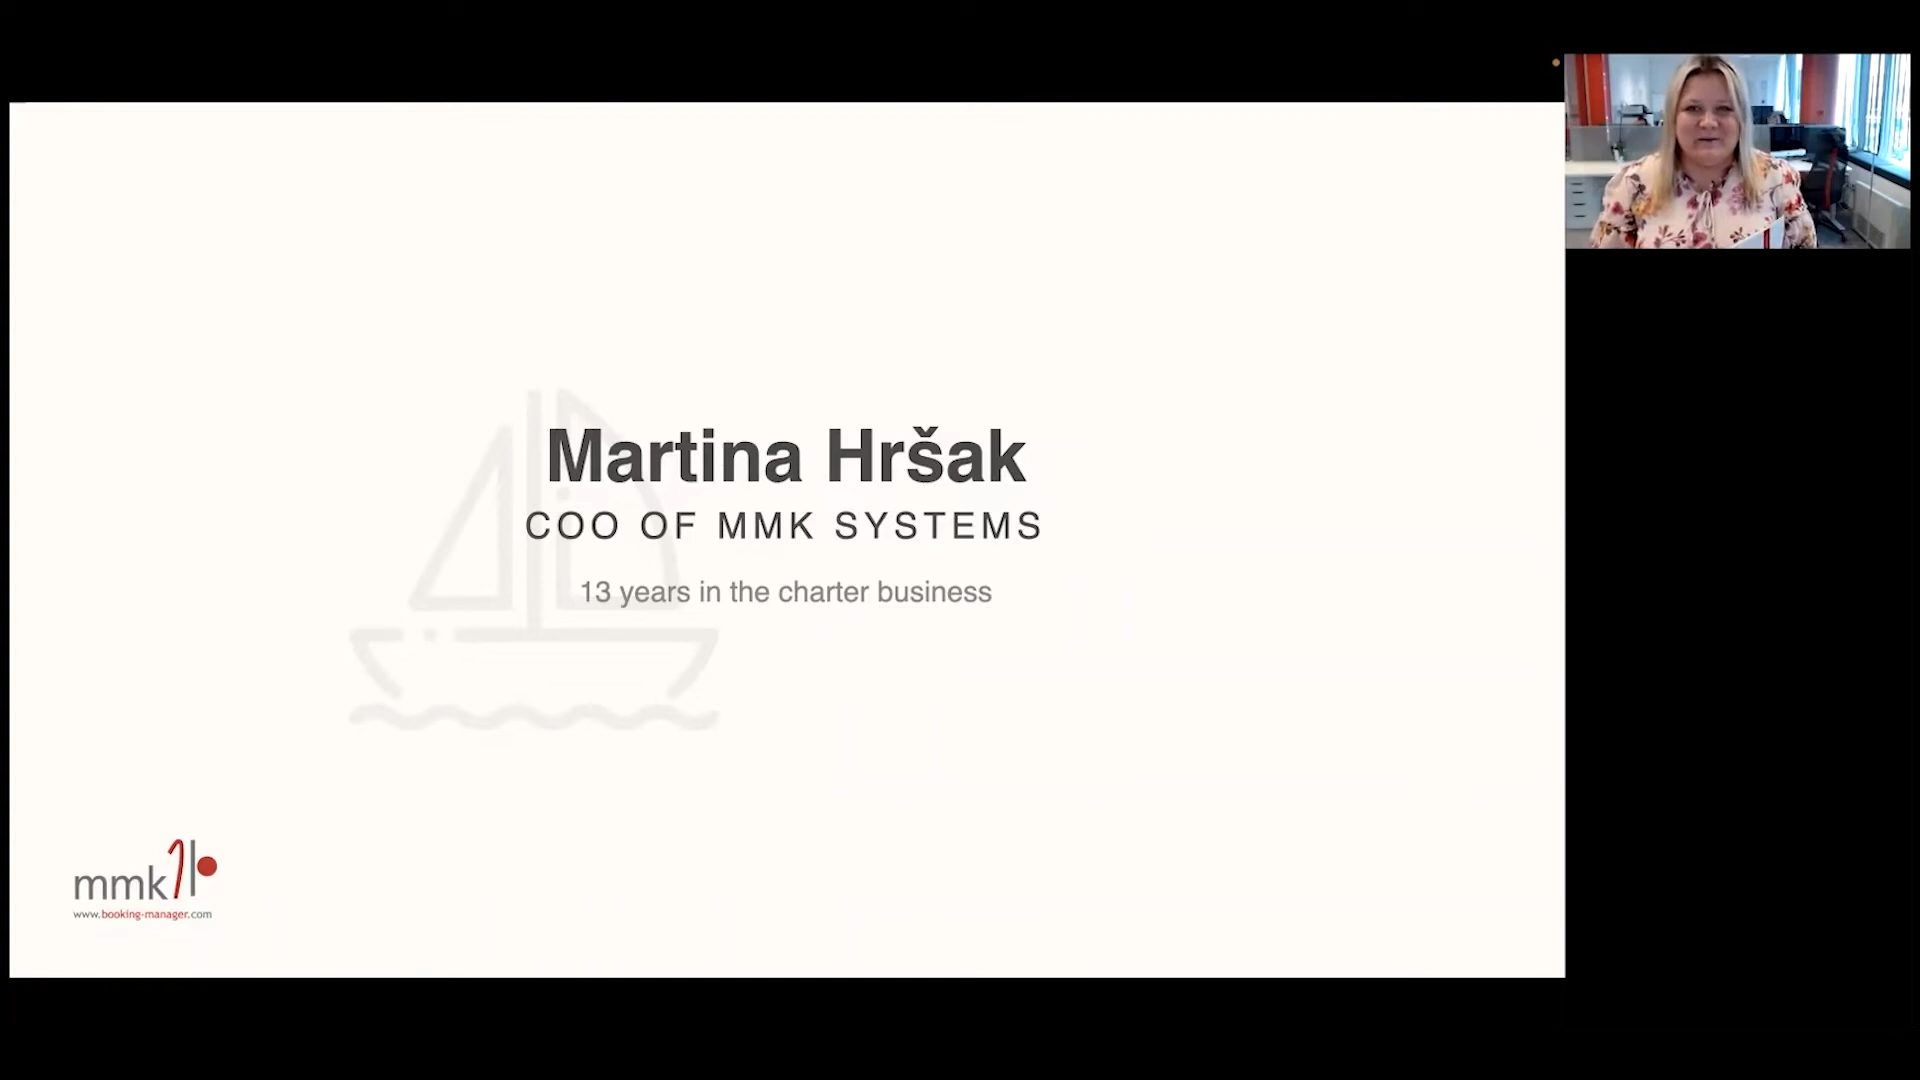 Martina Hršak
COO OF MMK SYSTEMS
13 years in the charter business
mmk
www.booking-manager.com